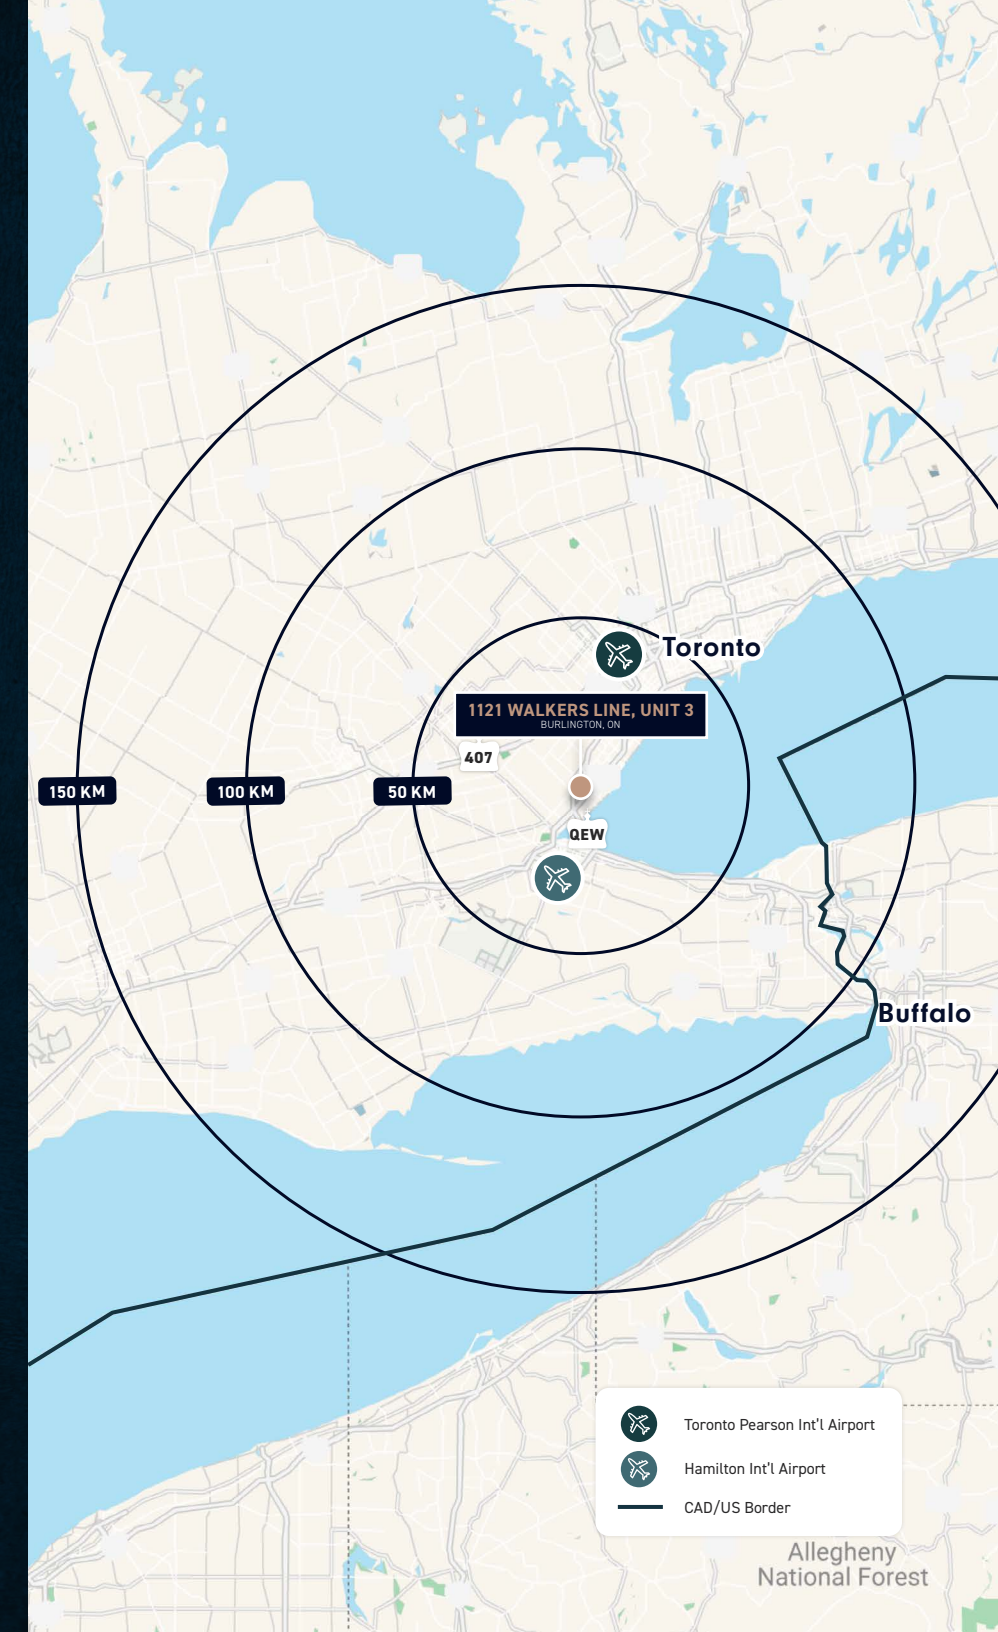 Toronto
1121 WALKERS LINE, UNIT 3
BURLINGTON, ON
407
150 KM
100 KM
50 KM
QEW
Buffalo
Toronto Pearson Int'l Airport
Hamilton Int'l Airport
CAD/US Border
Allegheny
National Forest